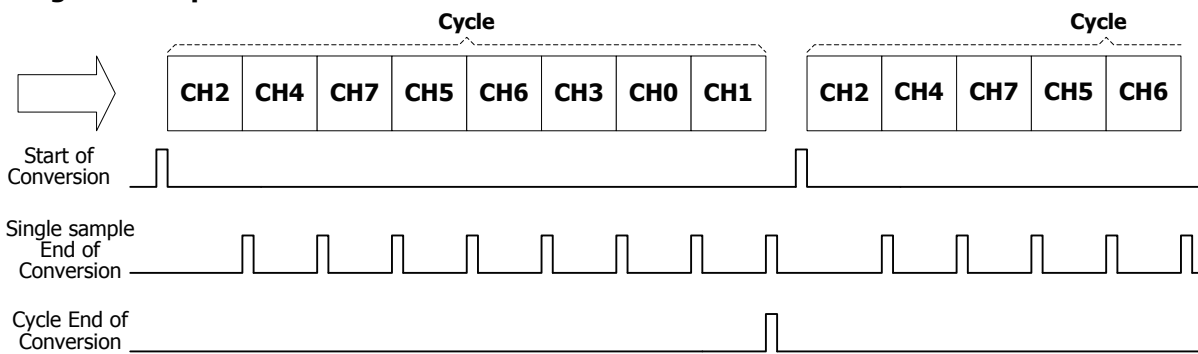 Cycle Cycle
CH2 CH4 CH7 CH5 CH6 CH3 CH0 CH1 CH2 CH4 CH7 CH5 CH6
Start of
Conversion
Single sample
End of
Conversion
Cycle End of
Conversion